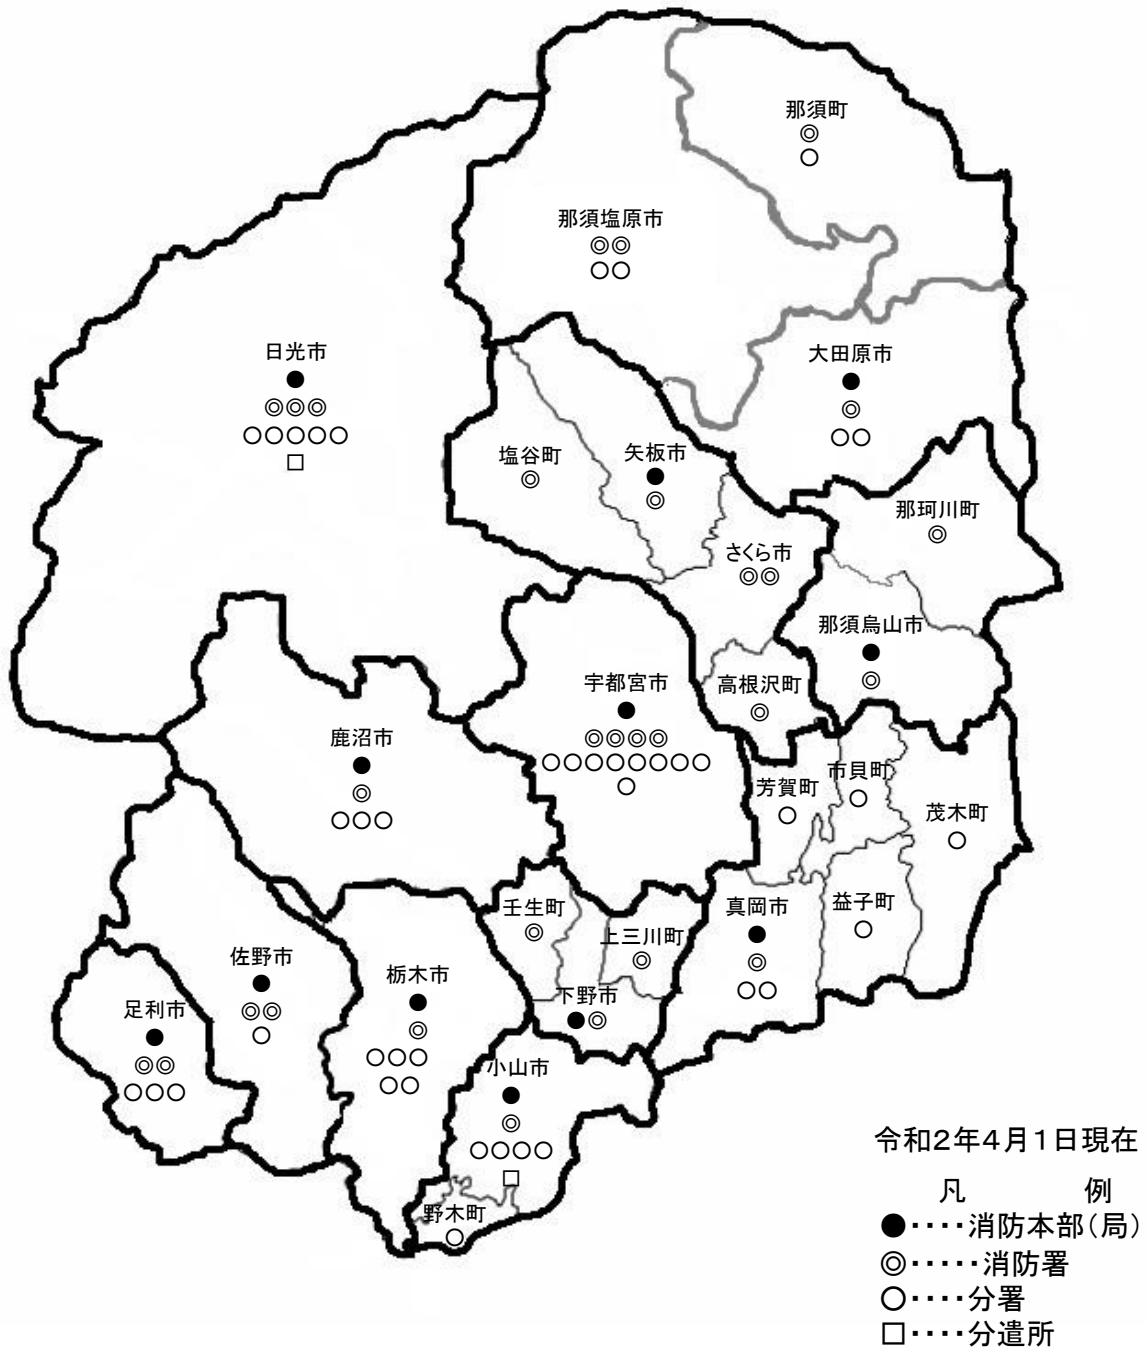 那須町
◎
○
那須塩原市
◎◎
○○
日光市
●
◎◎◎
○○○○○
□
大田原市
●
◎
○○
塩谷町
◎
矢板市
●
◎
那珂川町
◎
さくら市
◎◎
那須烏山市
●
◎
宇都宮市
●
◎◎◎◎
○○○○○○○○
○
高根沢町
◎
鹿沼市
●
◎
○○○
芳賀町
○
市貝町
○
茂木町
○
壬生町
◎
上三川町
◎
真岡市
●
◎
○○
益子町
○
佐野市
●
◎◎
○
栃木市
●
◎
○○○
○○
下野市
●◎
足利市
●
◎◎
○○○
小山市
●
◎
○○○○
□
野木町
○
令和2年4月1日現在
凡 例
●････消防本部(局)
◎･････消防署
○････分署
□････分遣所